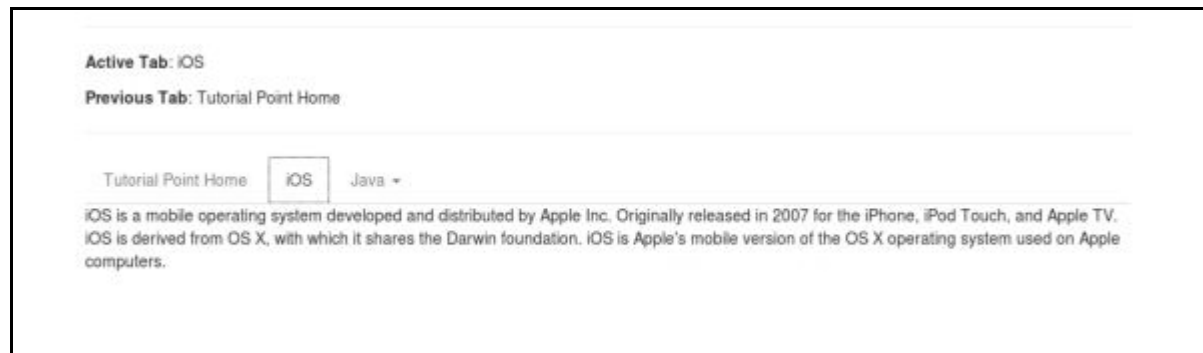 Active Tab: iOS
Previous Tab: Tutorial Point Home
Tutorial Point Home iOS Java
iOS is a mobile operating system developed and distributed by Apple Inc. Originally released in 2007 for the iPhone, iPod Touch, and Apple TV.
iOS is derived from OS X, with which it shares the Darwin foundation. iOS is Apple's mobile version of the OS X operating system used on Apple
computers.